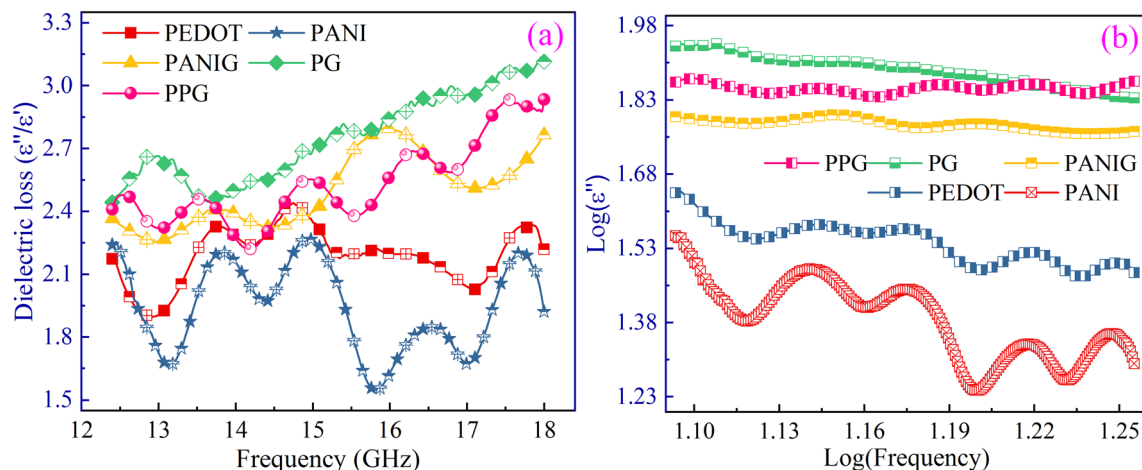 (a)
PEDOT PANI
PANIG PG
PPG
Dielectric loss (ε''/ε')
3.3
3.0
2.7
2.4
2.1
1.8
1.5
12 13 14 15 16 17 18
Frequency (GHz)
(b)
Log(ε'')
1.98
1.83
1.68
1.53
1.38
1.23
PPG PG PANIG
PEDOT PANI
1.10 1.13 1.16 1.19 1.22 1.25
Log(Frequency)